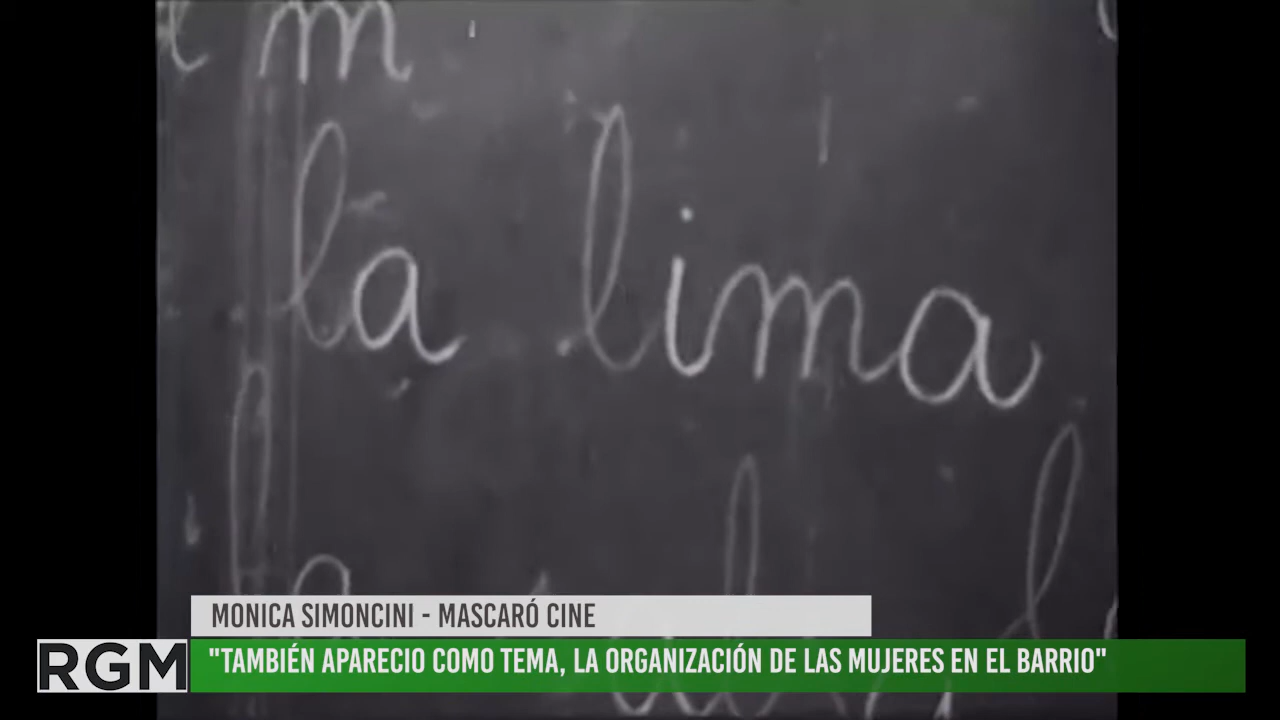 m
la lima
MONICA SIMONCINI - MASCARÓ CINE
RGM
"TAMBIÉN APARECIO COMO TEMA, LA ORGANIZACIÓN DE LAS MUJERES EN EL BARRIO"